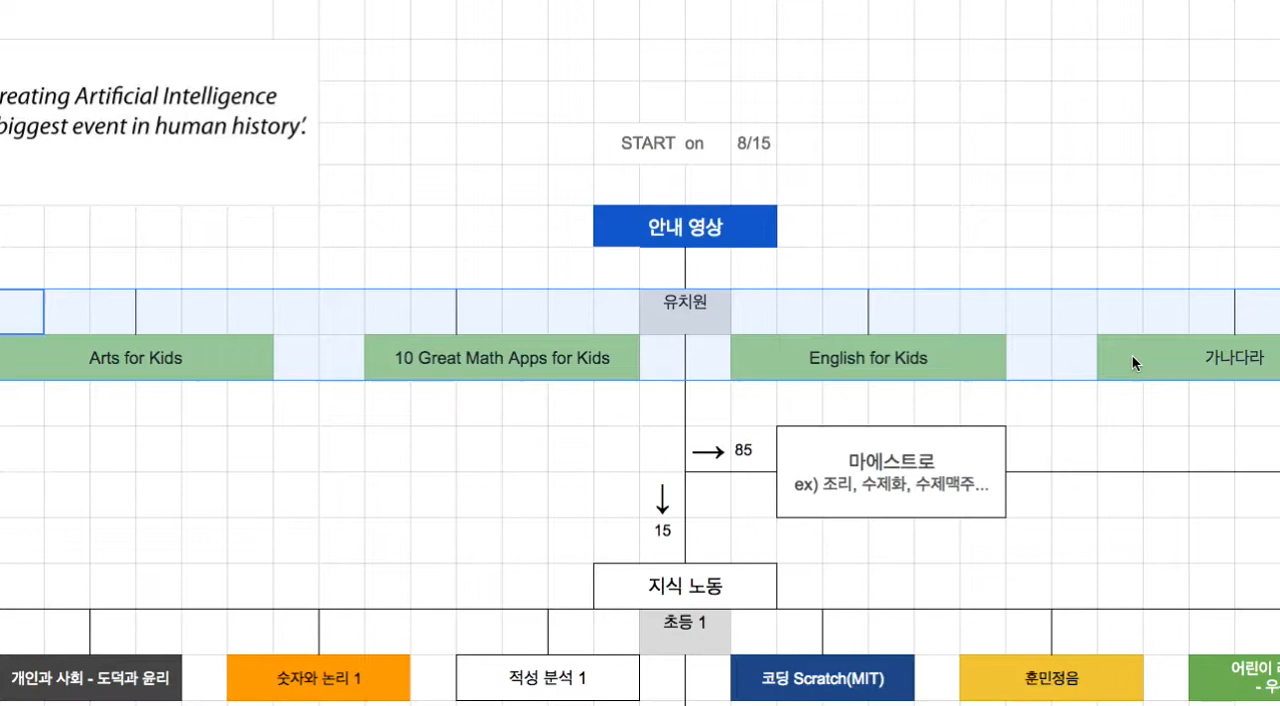 reating Artificial Intelligence
biggest event in human history'.
START on 8/15
안내 영상
유치원
Arts for Kids
10 Great Math Apps for Kids
English for Kids
가나다라
→ 85
마에스트로
ex) 조리, 수제화, 수제맥주...
↓
15
지식 노동
초등 1
개인과 사회 - 도덕과 윤리
숫자와 논리 1
적성 분석 1
코딩 Scratch(MIT)
훈민정음
어린이
- 우